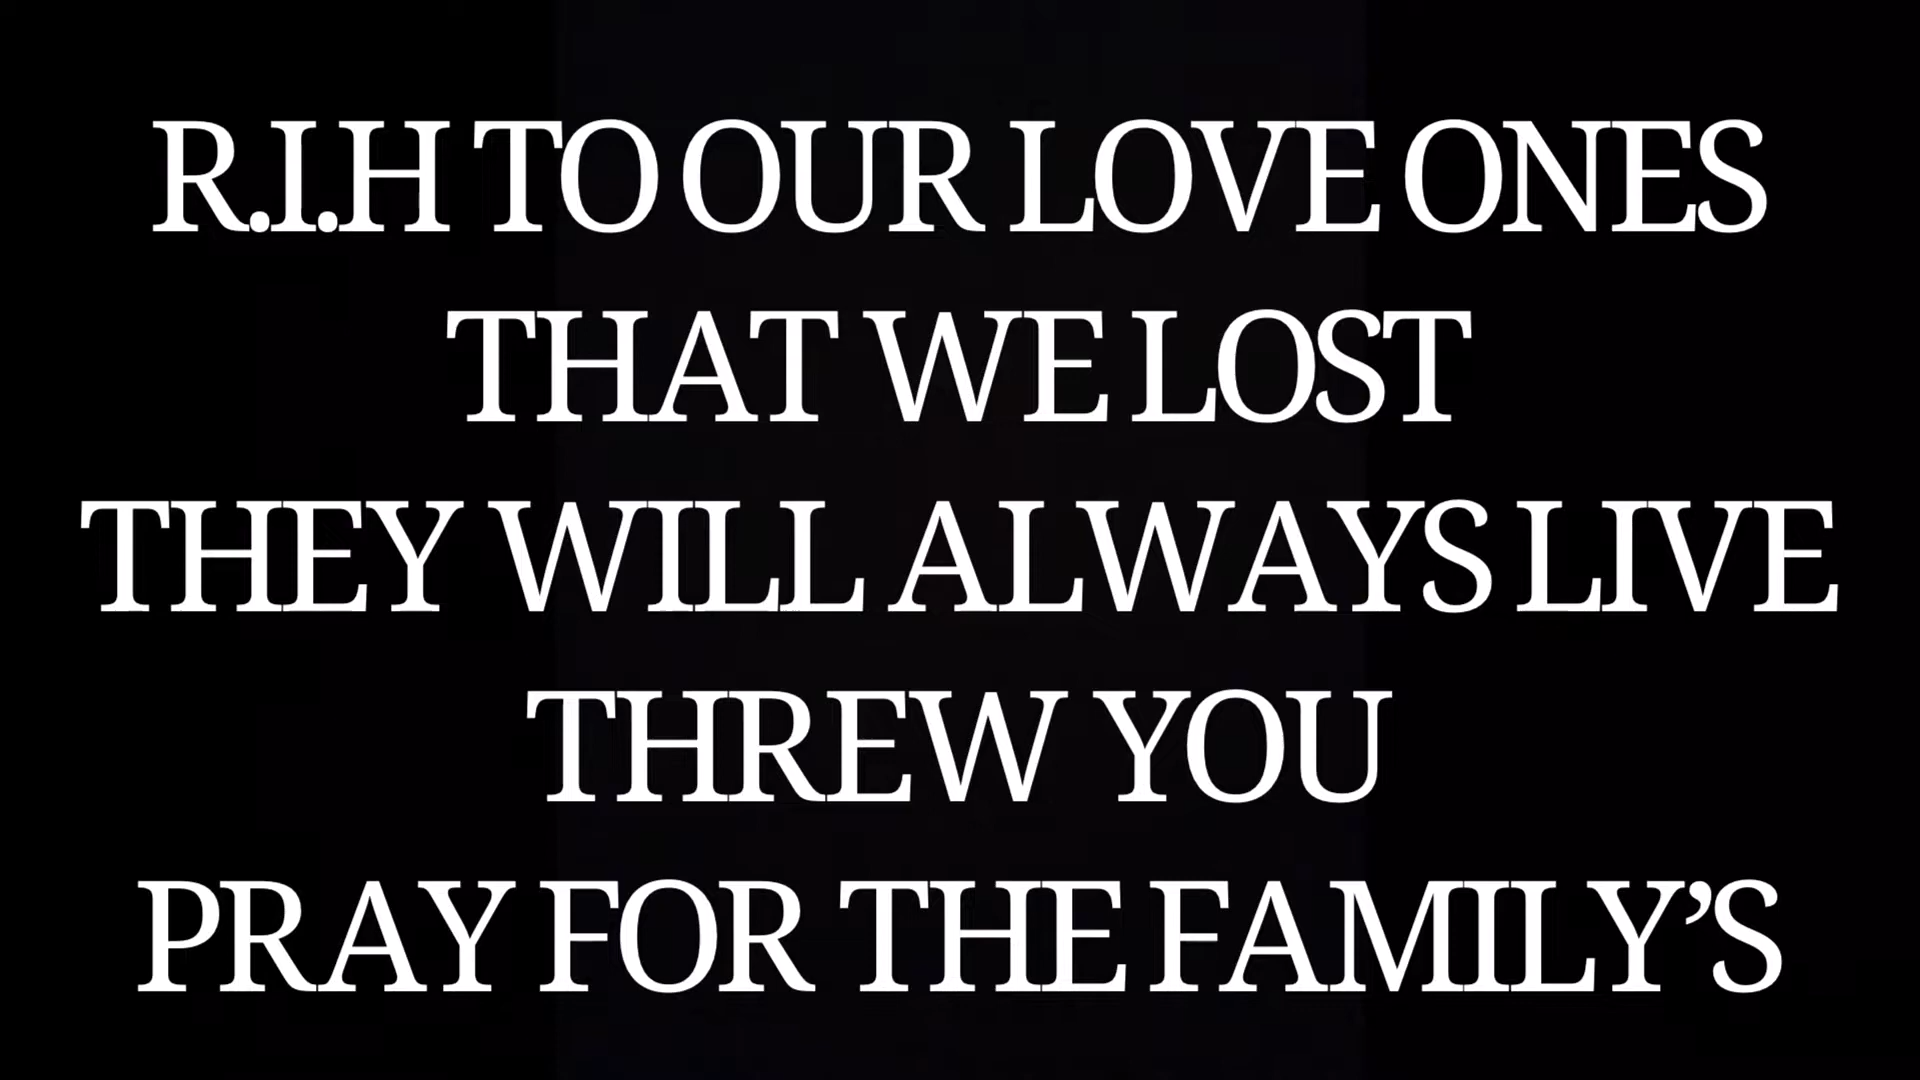 R.I.H TO OUR LOVE ONES
THAT WE LOST
THEY WILL ALWAYS LIVE
THREW YOU
PRAY FOR THE FAMILY’S